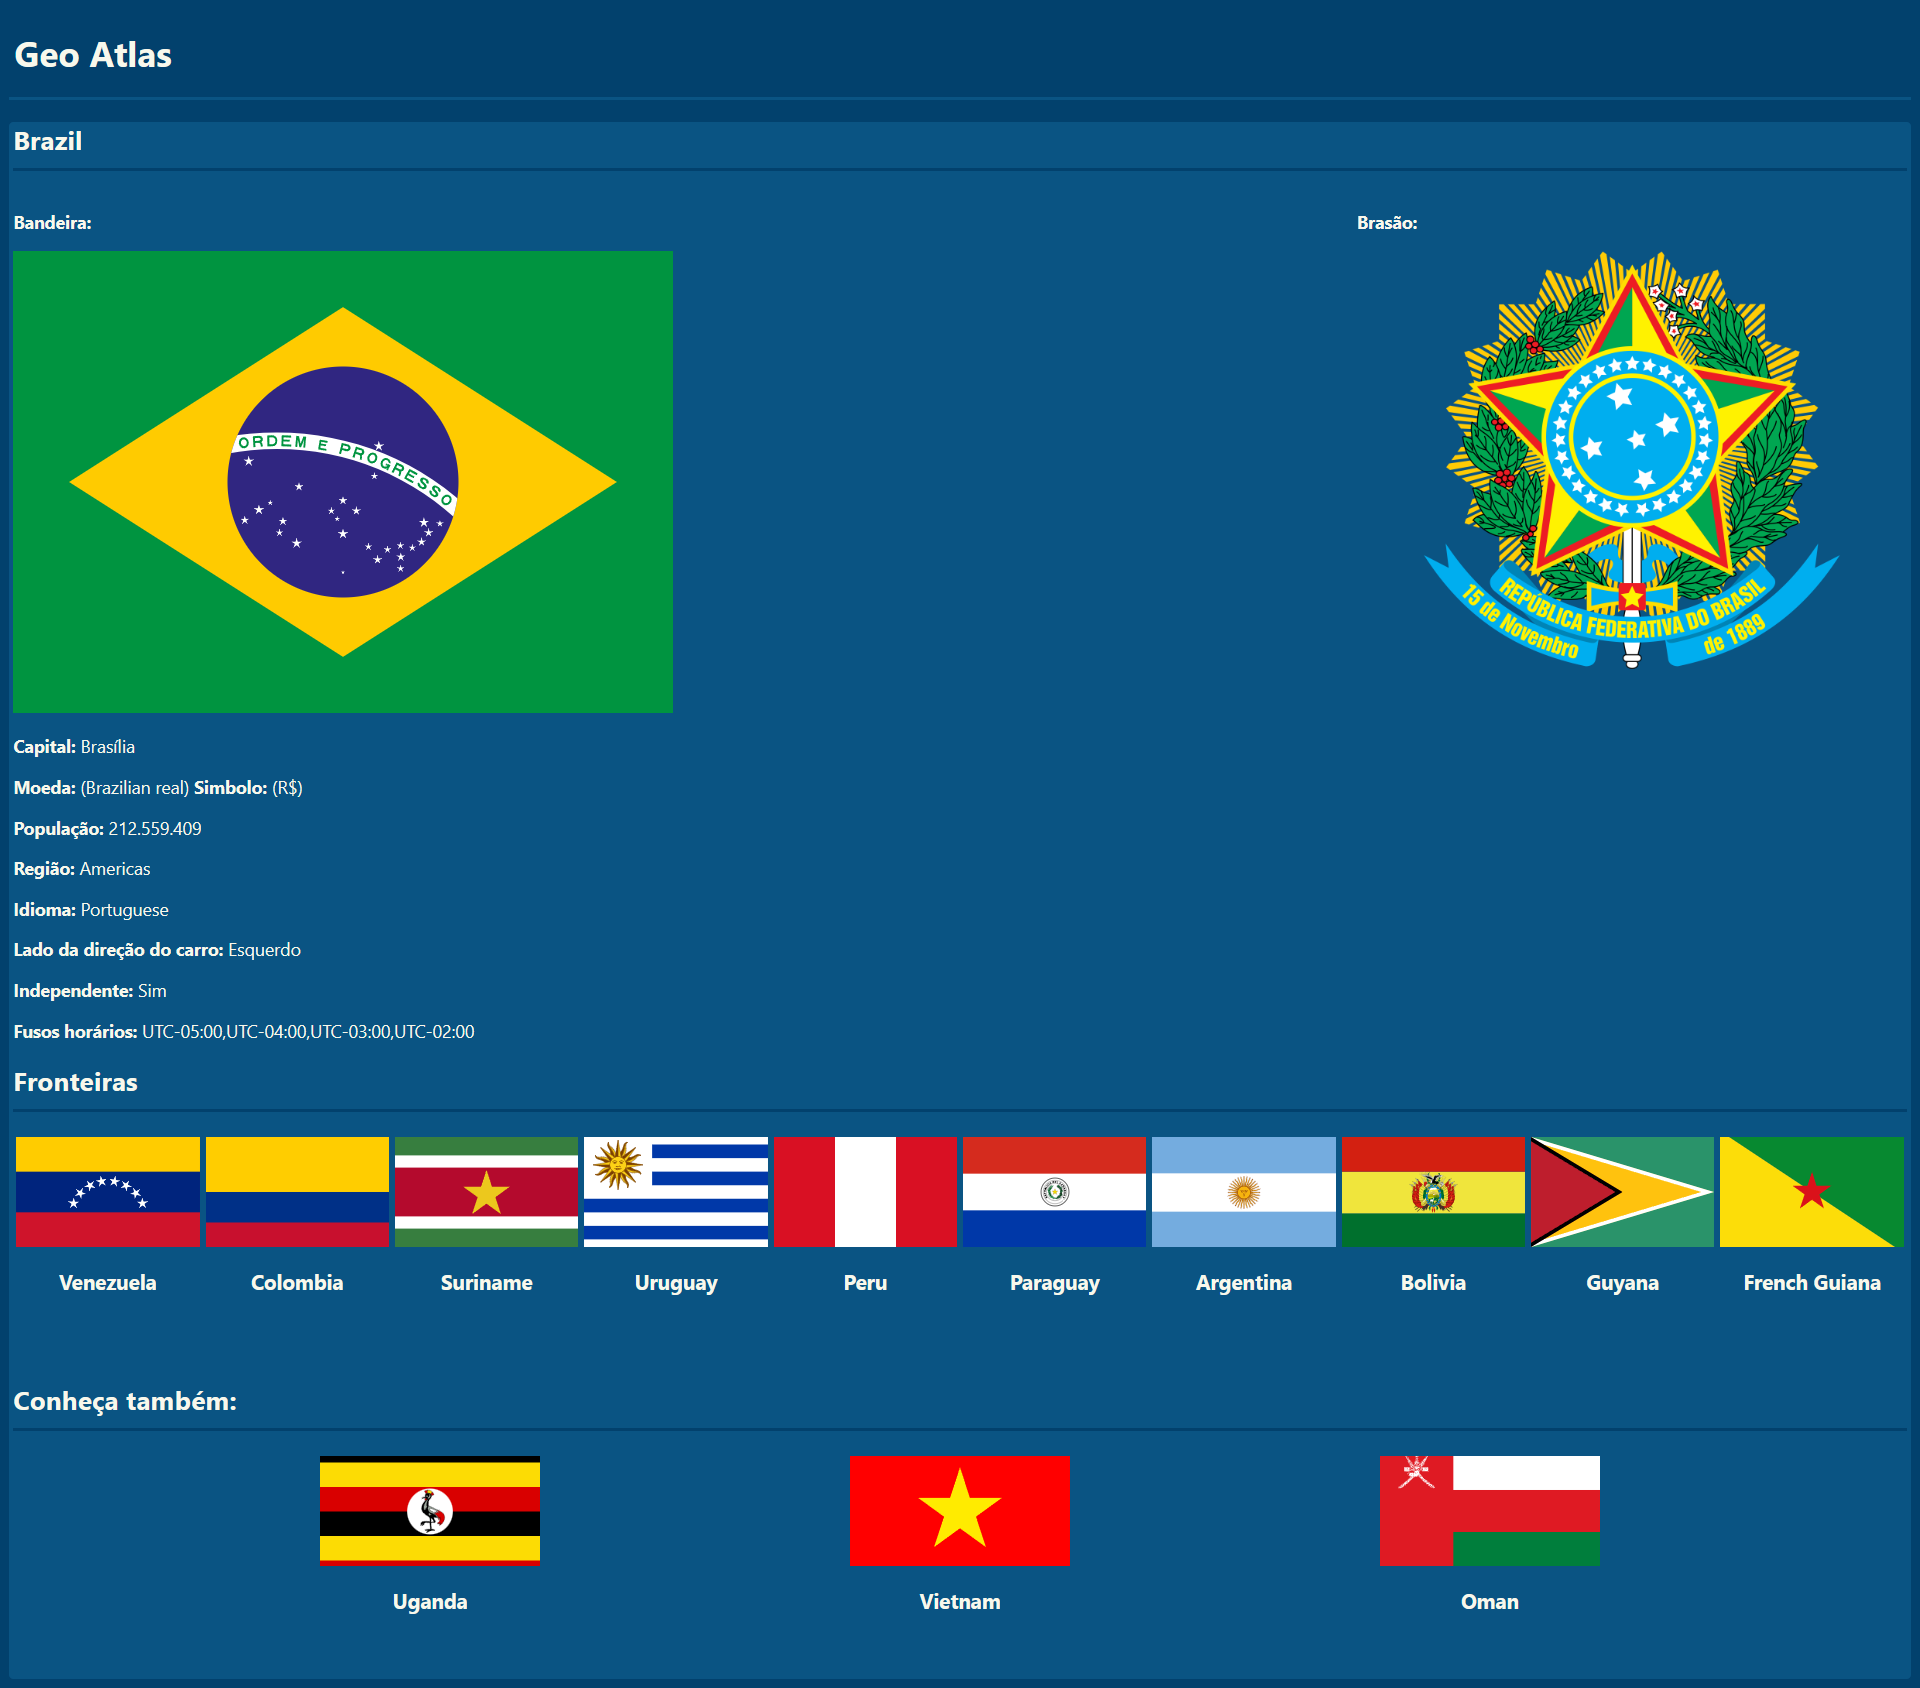 Geo Atlas
Brazil
Bandeira:
Brasão:
ORDEM E PROGRESSO
REPÚBLICA FEDERATIVA DO BRASIL
15 de Novembro
de 1889
Capital: Brasília
Moeda: (Brazilian real) Simbolo: (R$)
População: 212.559.409
Região: Americas
Idioma: Portuguese
Lado da direção do carro: Esquerdo
Independente: Sim
Fusos horários: UTC-05:00,UTC-04:00,UTC-03:00,UTC-02:00
Fronteiras
Venezuela
Colombia
Suriname
Uruguay
Peru
Paraguay
Argentina
Bolivia
Guyana
French Guiana
Conheça também:
Uganda
Vietnam
Oman